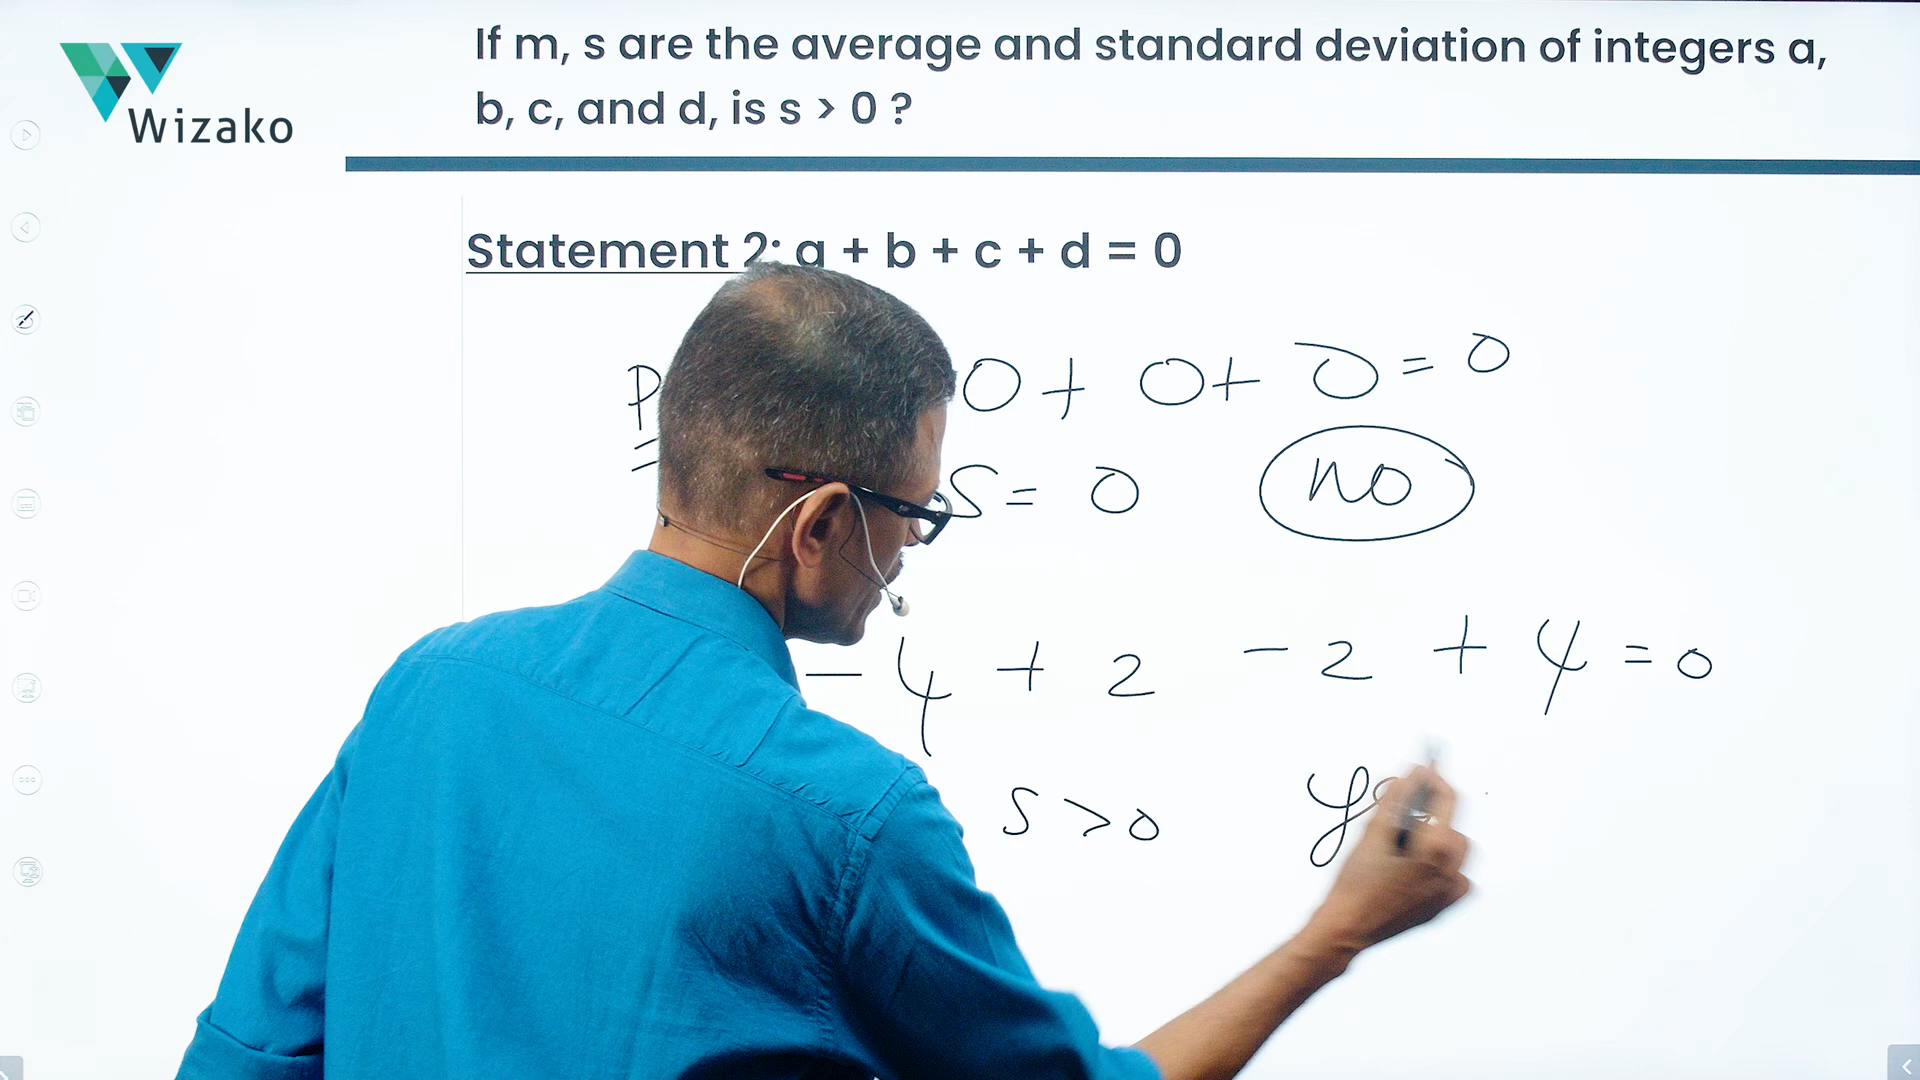 Wizako
If m, s are the average and standard deviation of integers a,
b, c, and d, is s > 0 ?
Statement 2: a + b + c + d = 0
P 0 + 0 + 0 = 0
S = 0 NO
- 4 + 2 - 2 + 4 = 0
S > 0